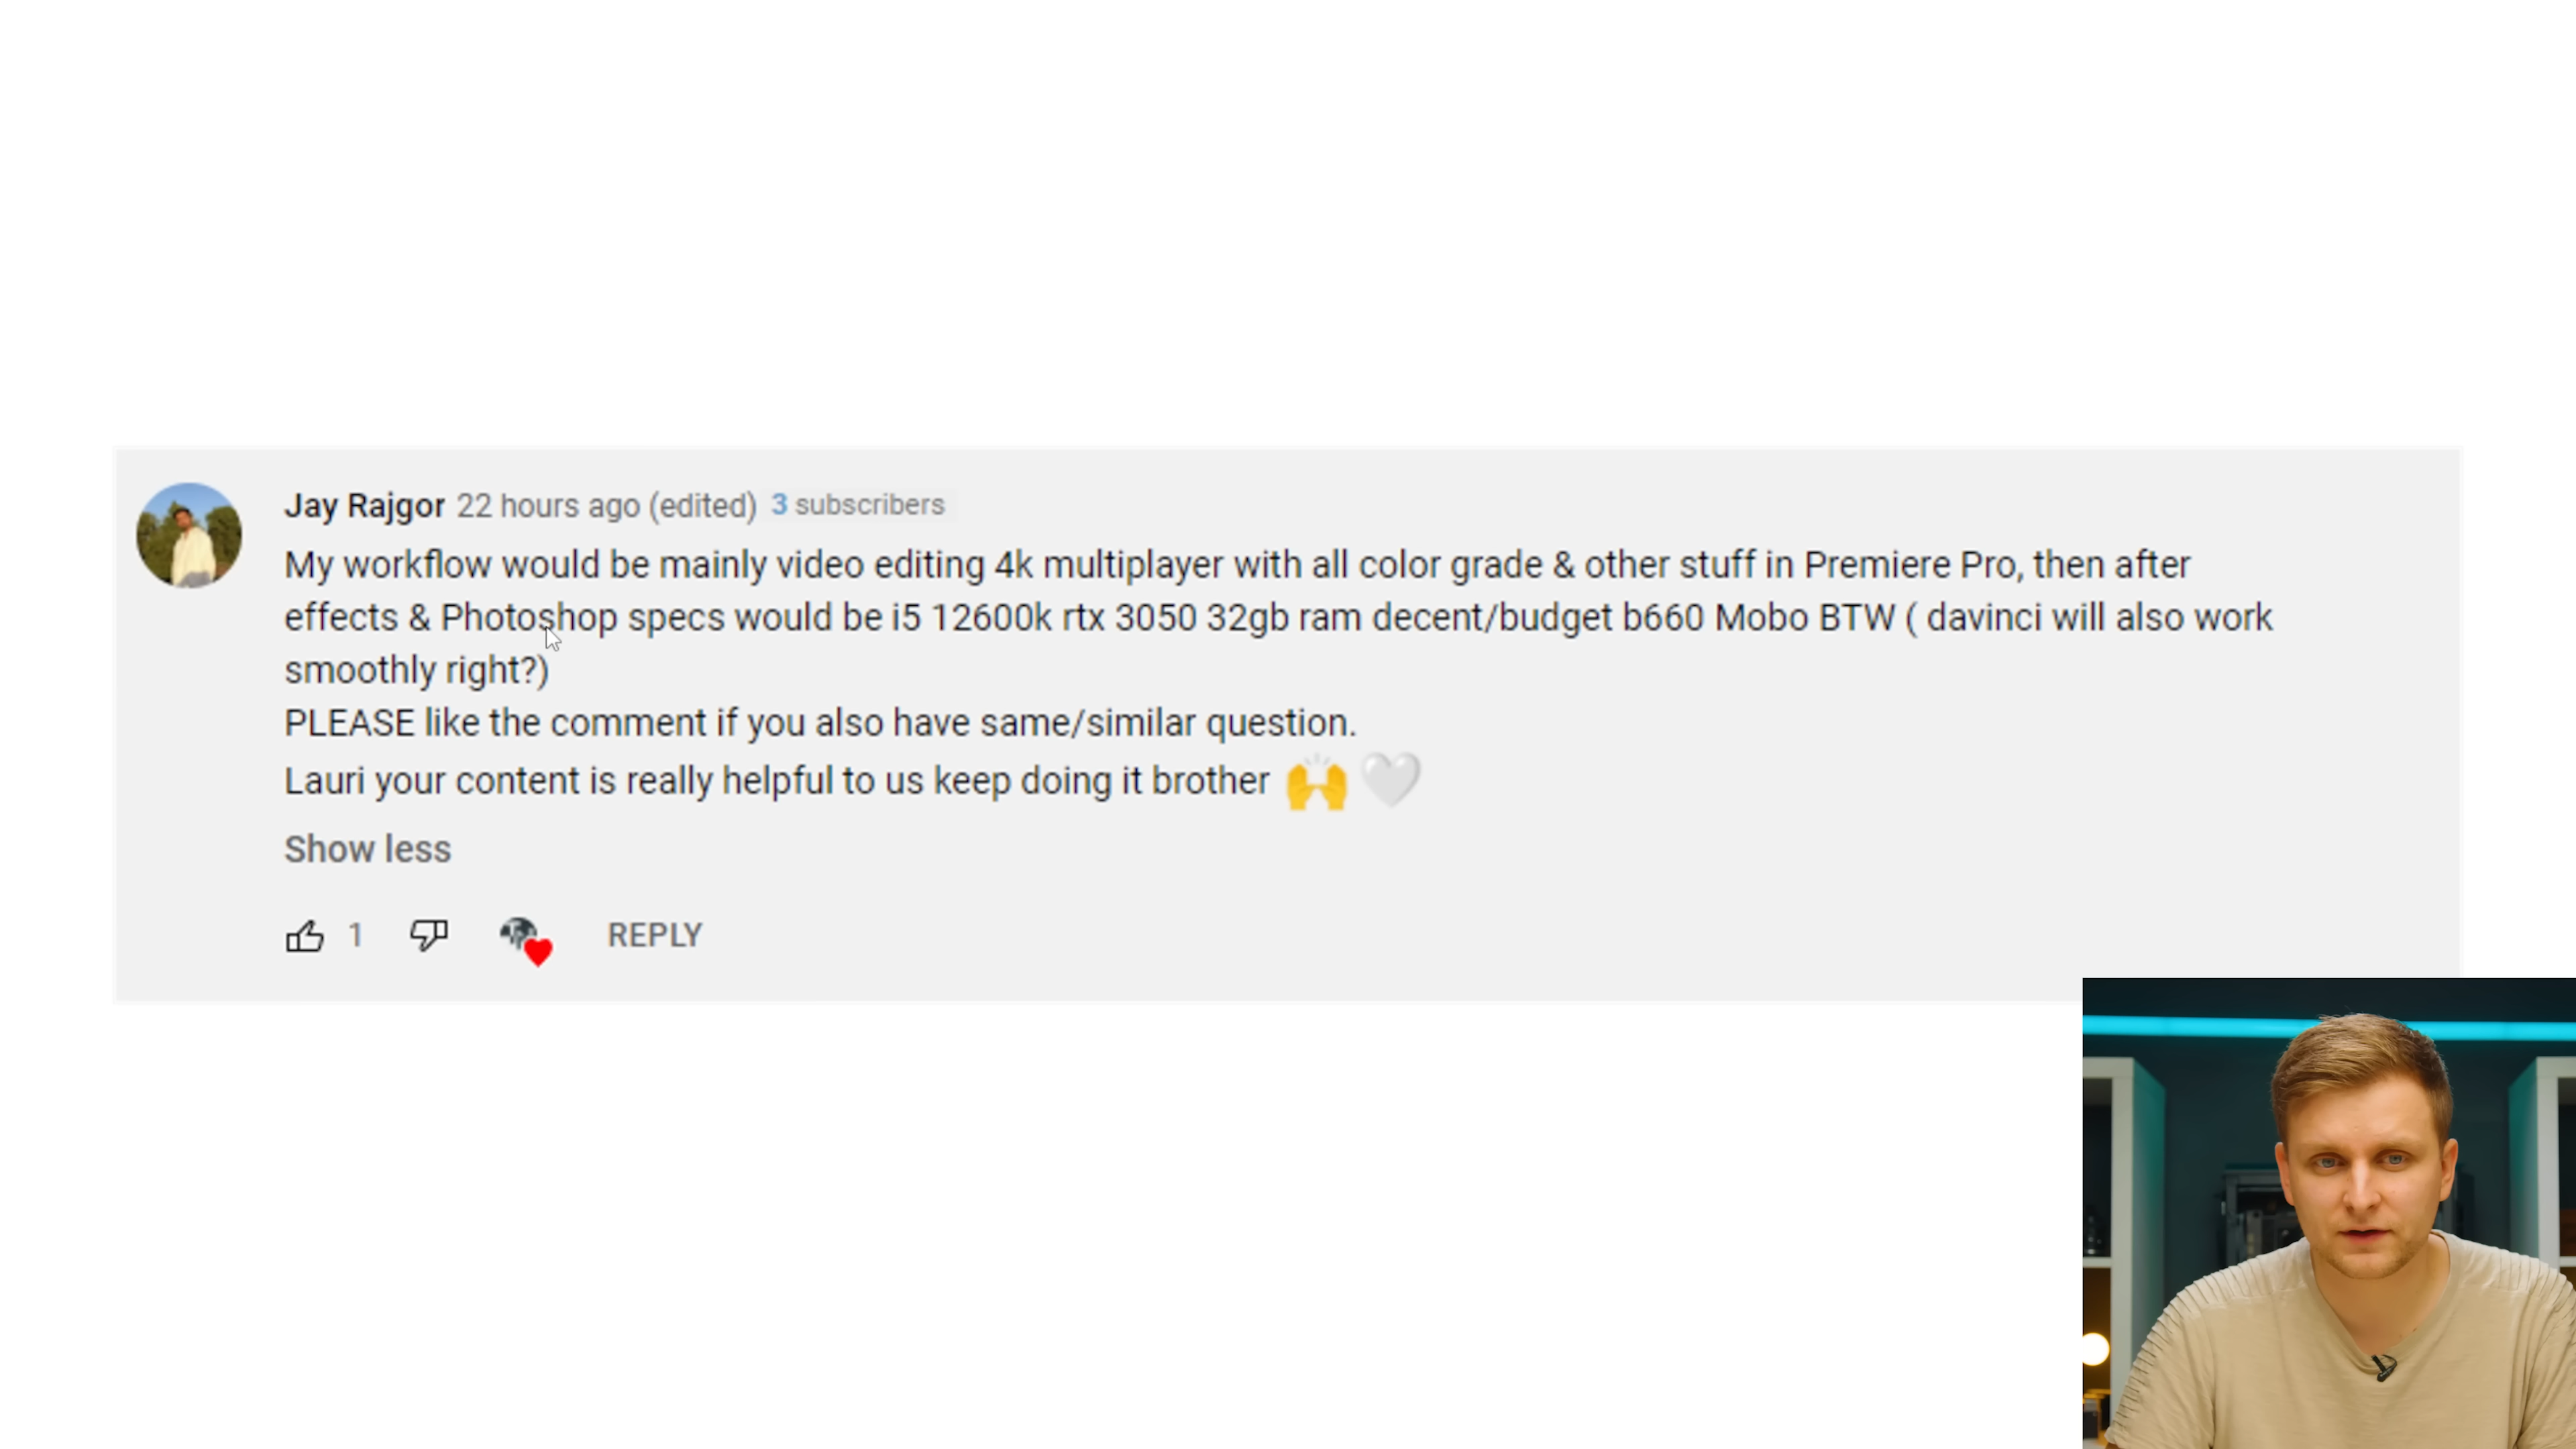 Jay Rajgor 22 hours ago (edited) 3 subscribers
My workflow would be mainly video editing 4k multiplayer with all color grade & other stuff in Premiere Pro, then after
effects & Photoshop specs would be i5 12600k rtx 3050 32gb ram decent/budget b660 Mobo BTW ( davinci will also work
smoothly right?)
PLEASE like the comment if you also have same/similar question.
Lauri your content is really helpful to us keep doing it brother 🙌 🤍
Show less
1 REPLY